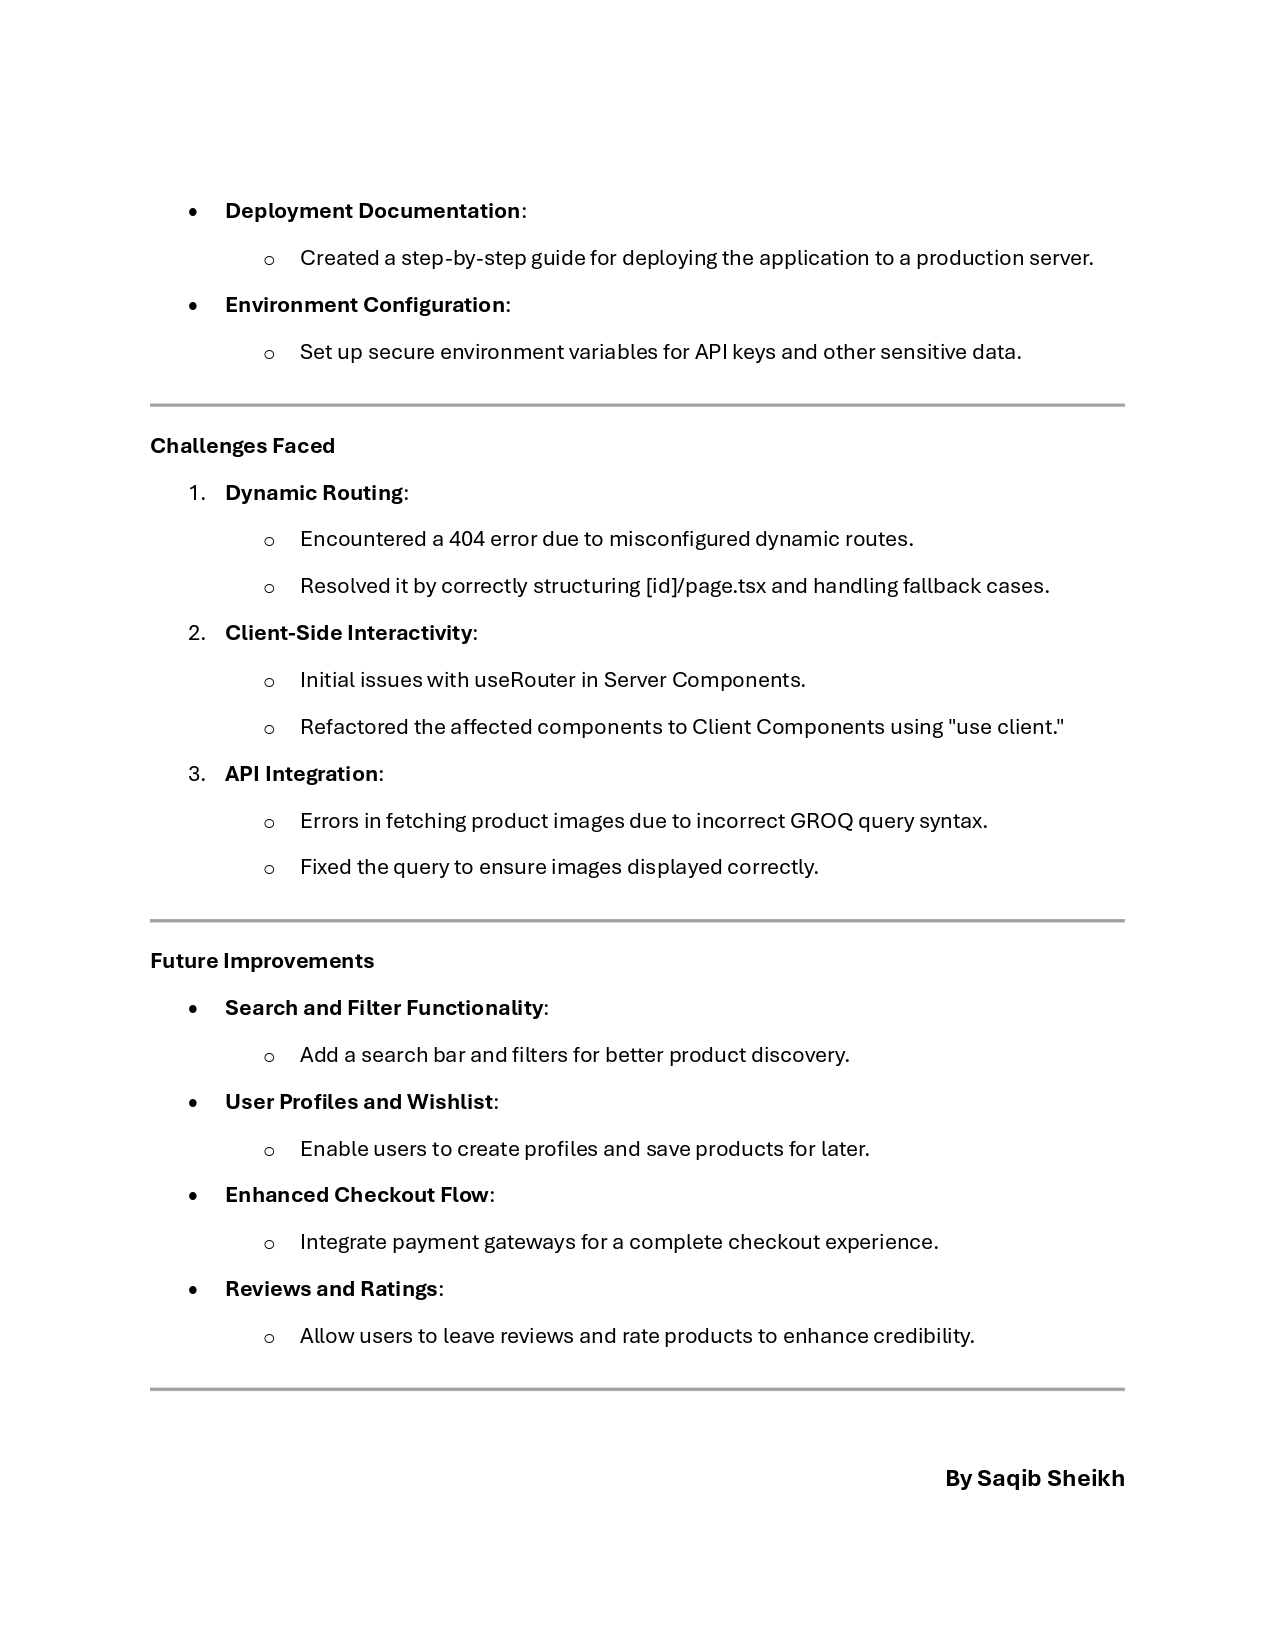 • Deployment Documentation:
o Created a step-by-step guide for deploying the application to a production server.
• Environment Configuration:
o Set up secure environment variables for API keys and other sensitive data.
Challenges Faced
1. Dynamic Routing:
o Encountered a 404 error due to misconfigured dynamic routes.
o Resolved it by correctly structuring [id]/page.tsx and handling fallback cases.
2. Client-Side Interactivity:
o Initial issues with useRouter in Server Components.
o Refactored the affected components to Client Components using "use client."
3. API Integration:
o Errors in fetching product images due to incorrect GROQ query syntax.
o Fixed the query to ensure images displayed correctly.
Future Improvements
• Search and Filter Functionality:
o Add a search bar and filters for better product discovery.
• User Profiles and Wishlist:
o Enable users to create profiles and save products for later.
• Enhanced Checkout Flow:
o Integrate payment gateways for a complete checkout experience.
• Reviews and Ratings:
o Allow users to leave reviews and rate products to enhance credibility.
By Saqib Sheikh